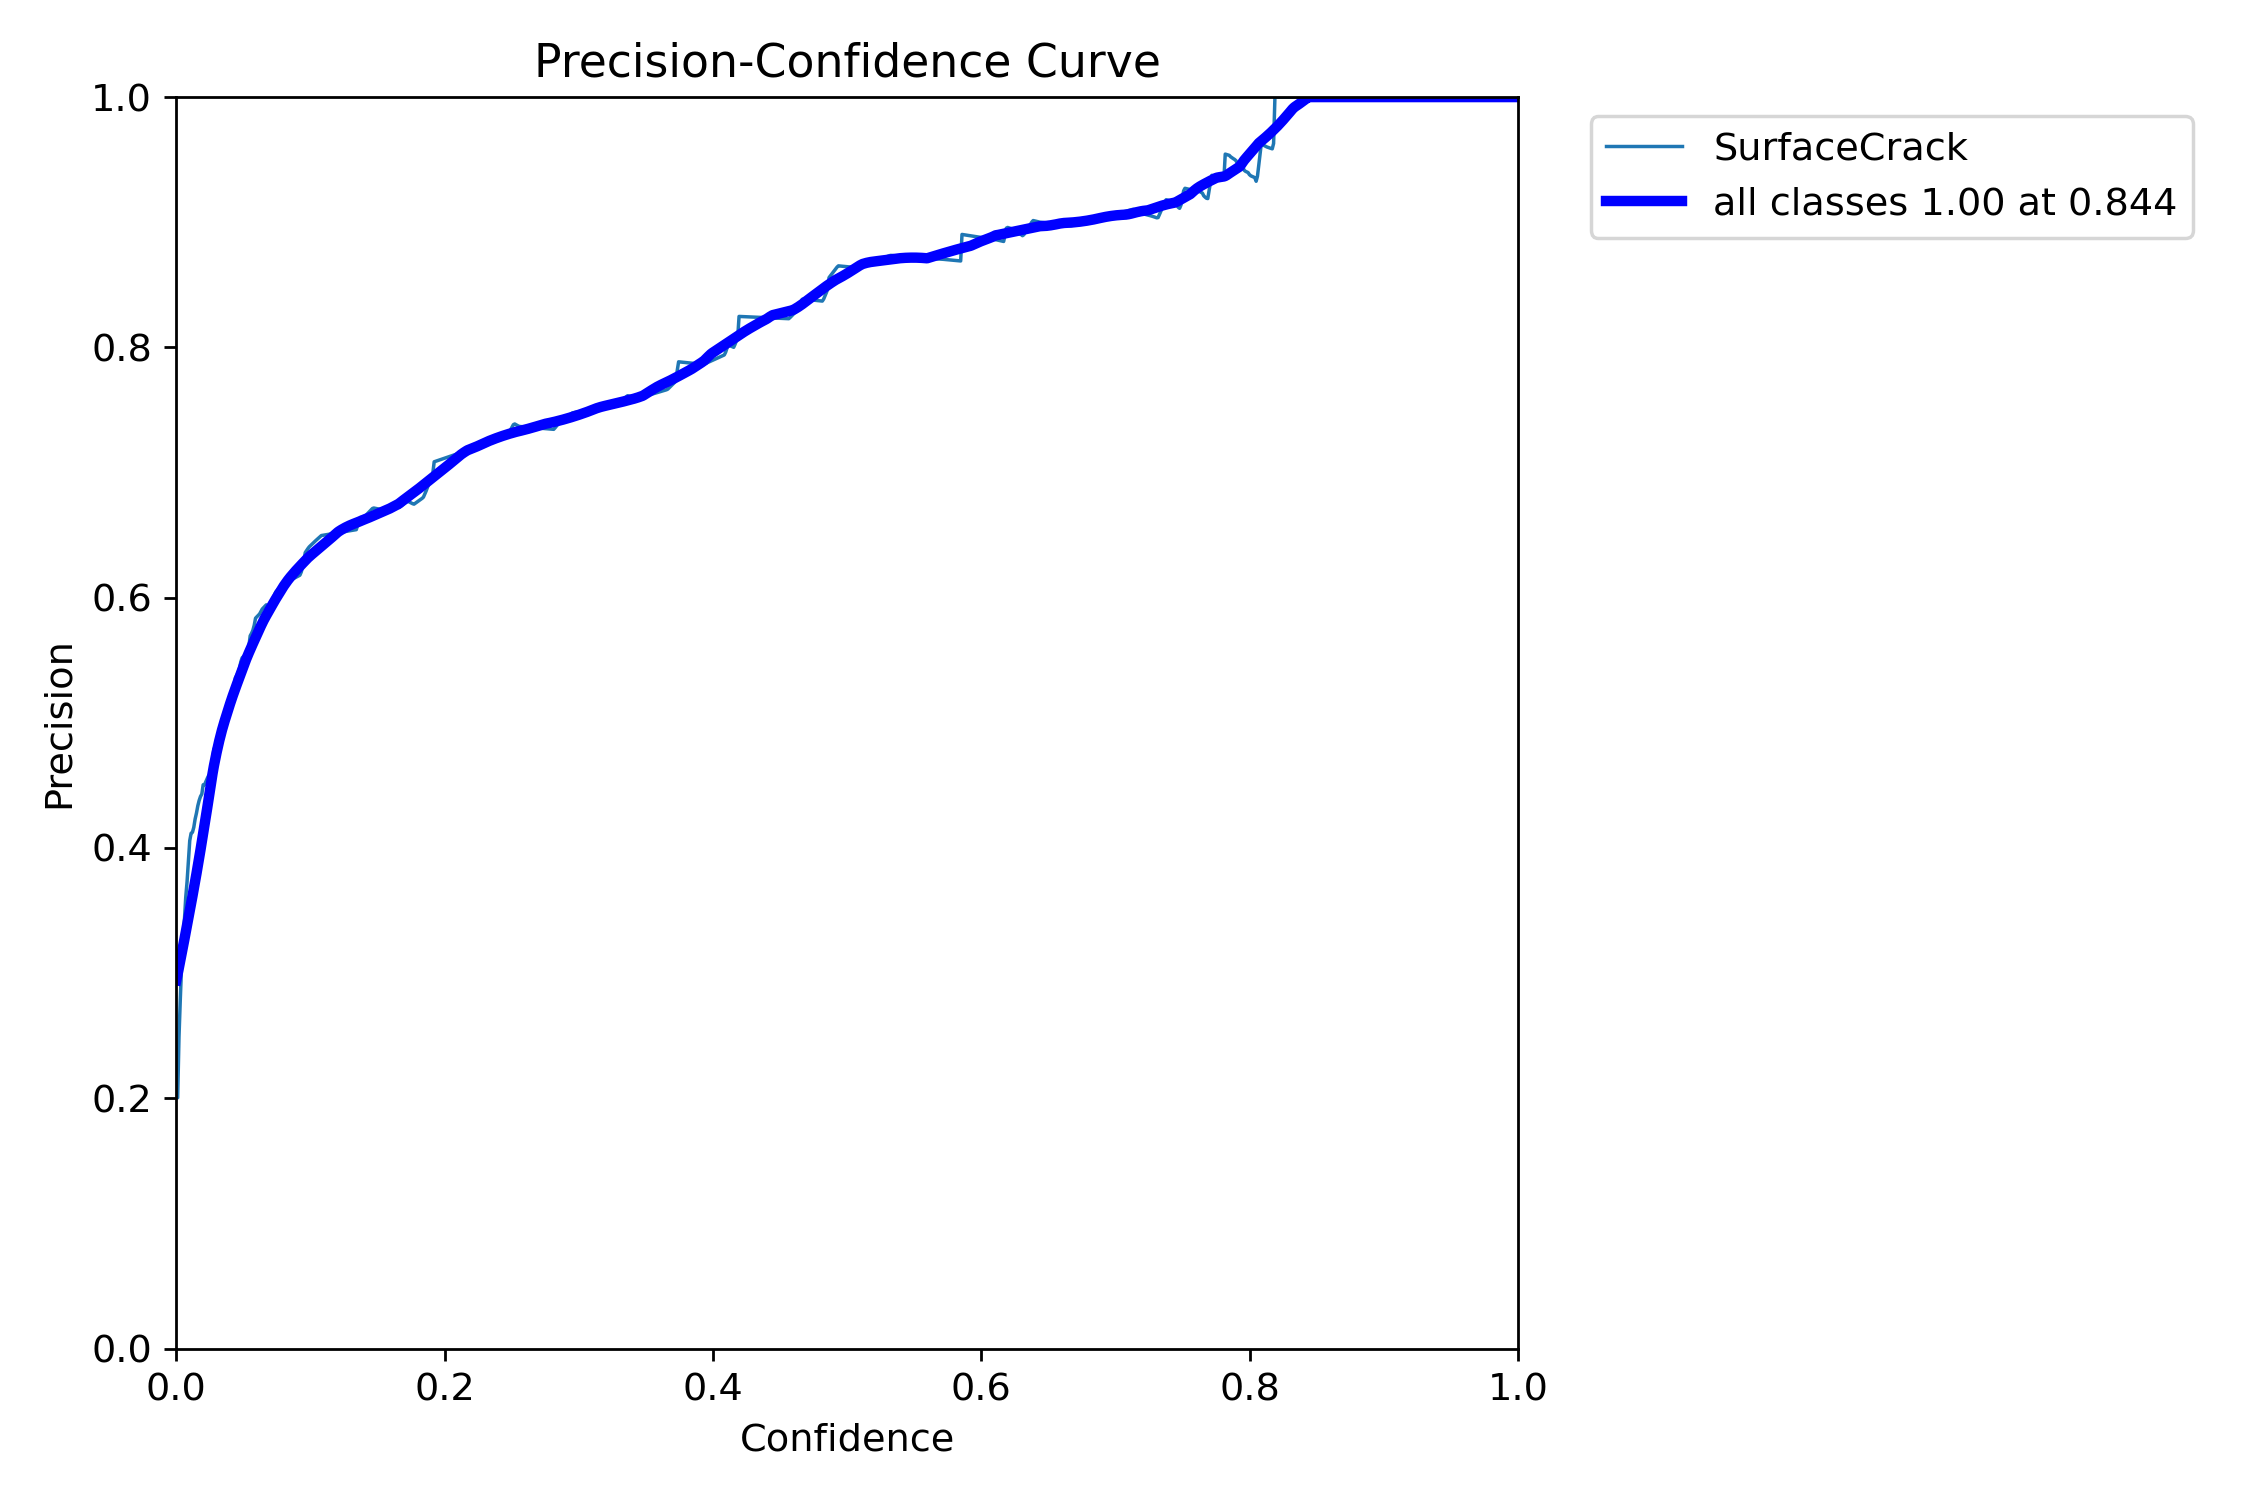 Precision-Confidence Curve
SurfaceCrack
all classes 1.00 at 0.844
Precision
1.0
0.8
0.6
0.4
0.2
0.0
0.0 0.2 0.4 0.6 0.8 1.0
Confidence